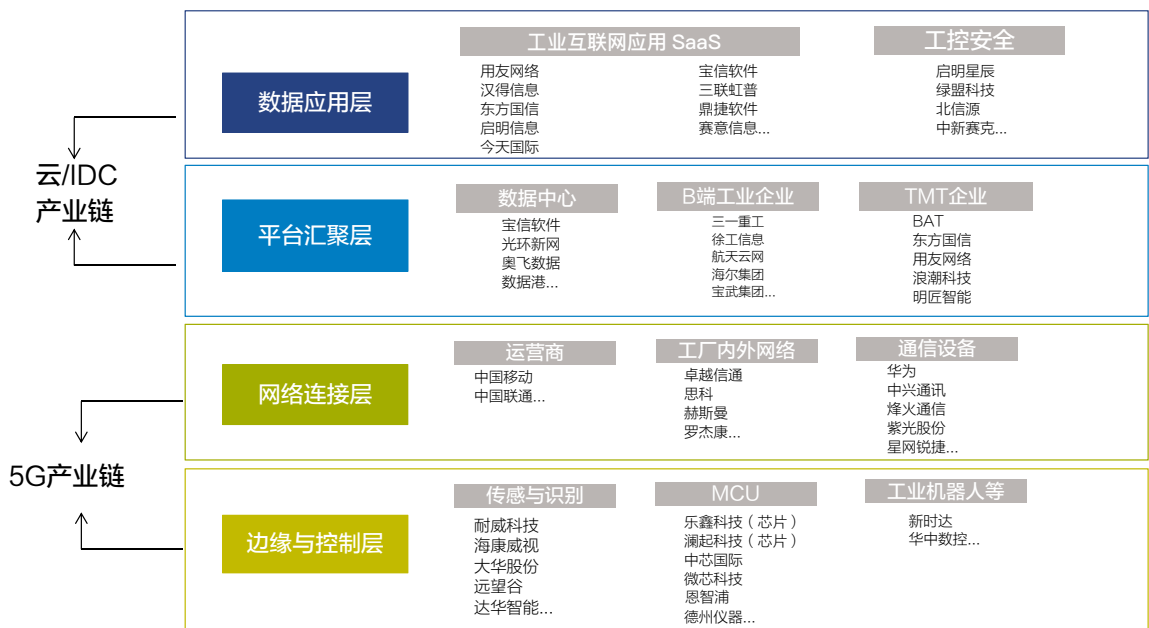 云/IDC
产业链
5G产业链
数据应用层
工业互联网应用 SaaS
用友网络
汉得信息
东方国信
启明信息
今天国际
宝信软件
三联虹普
鼎捷软件
赛意信息...
工控安全
启明星辰
绿盟科技
北信源
中新赛克...
平台汇聚层
数据中心
宝信软件
光环新网
奥飞数据
数据港...
B端工业企业
三一重工
徐工信息
航天云网
海尔集团
宝武集团...
TMT企业
BAT
东方国信
用友网络
浪潮科技
明匠智能
网络连接层
运营商
中国移动
中国联通...
工厂内外网络
卓越信通
思科
赫斯曼
罗杰康...
通信设备
华为
中兴通讯
烽火通信
紫光股份
星网锐捷...
边缘与控制层
传感与识别
耐威科技
海康威视
大华股份
远望谷
达华智能...
MCU
乐鑫科技（芯片）
澜起科技（芯片）
中芯国际
微芯科技
恩智浦
德州仪器...
工业机器人等
新时达
华中数控...